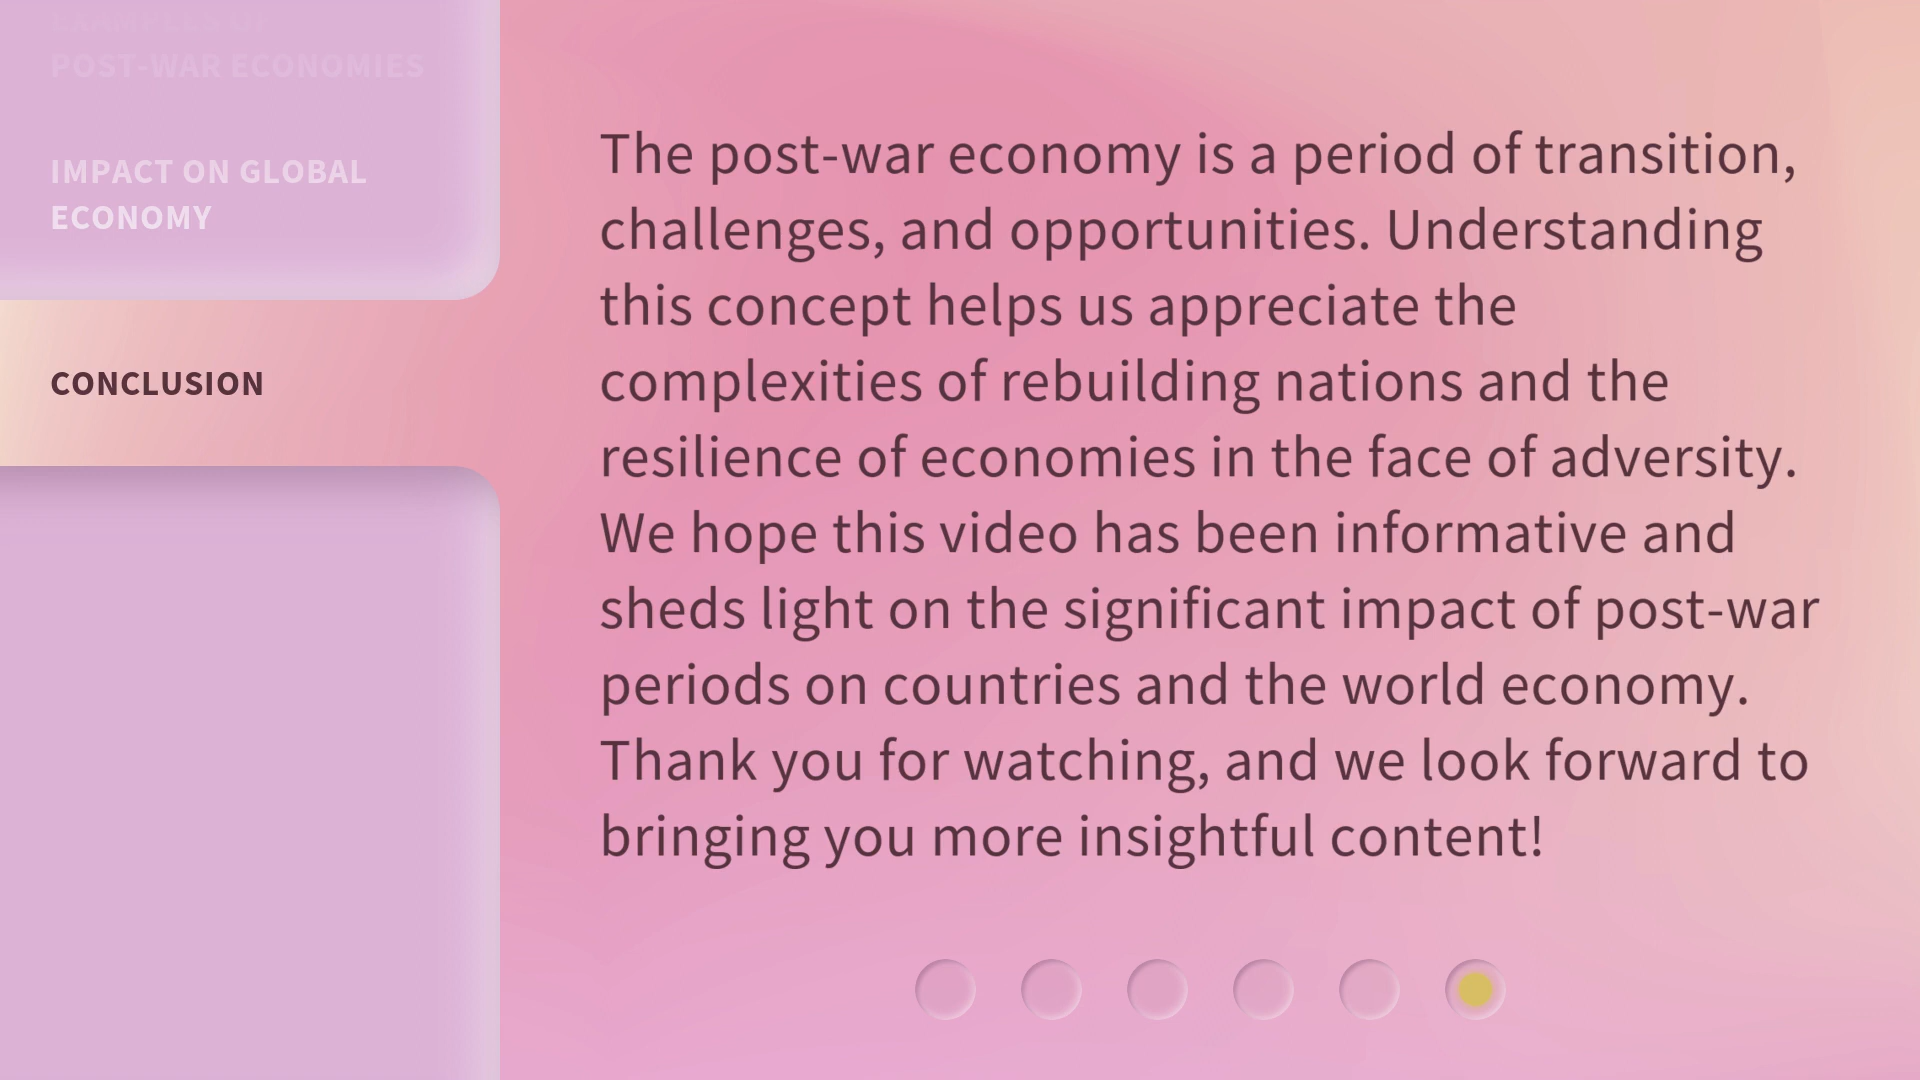 POST-WAR ECONOMIES
IMPACT ON GLOBAL
ECONOMY
CONCLUSION
The post-war economy is a period of transition,
challenges, and opportunities. Understanding
this concept helps us appreciate the
complexities of rebuilding nations and the
resilience of economies in the face of adversity.
We hope this video has been informative and
sheds light on the significant impact of post-war
periods on countries and the world economy.
Thank you for watching, and we look forward to
bringing you more insightful content!